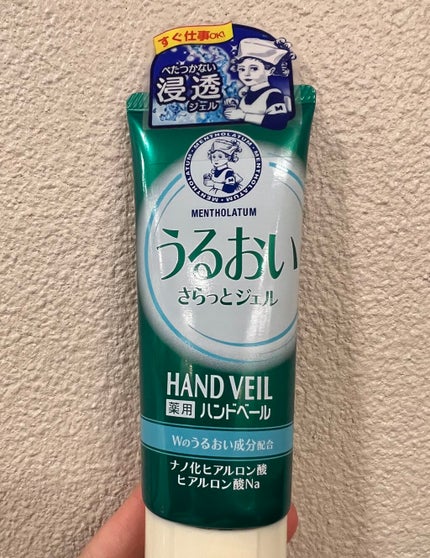 すぐ仕事OK!
べたつかない
浸透
ジェル
MENTHOLATUM・MENTHOLATUM・MENTHOLATUM
MENTHOLATUM
うるおい
さらっとジェル
HAND VEIL
薬用 ハンドベール
Wのうるおい成分配合
ナノ化ヒアルロン酸
ヒアルロン酸Na